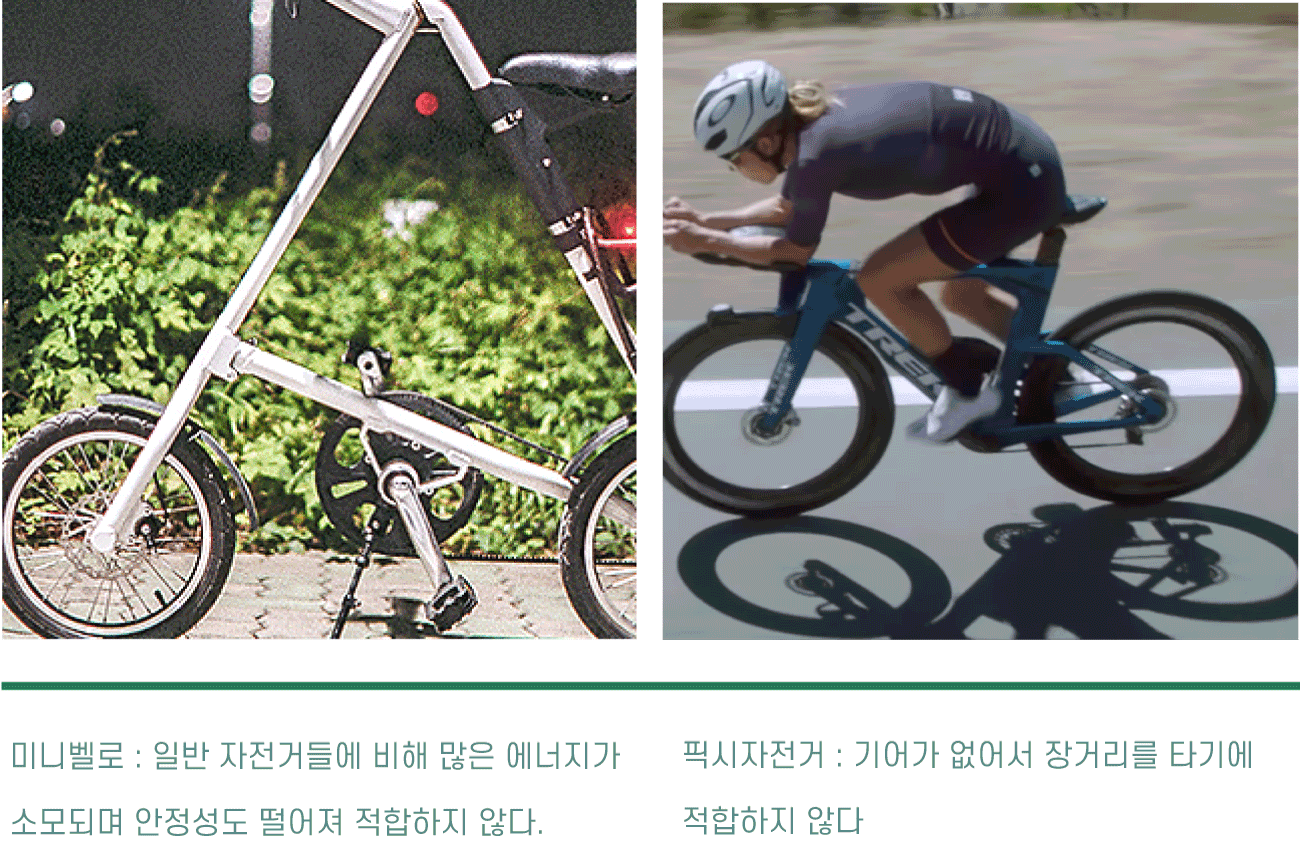 TREK
미니벨로 : 일반 자전거들에 비해 많은 에너지가
소모되며 안정성도 떨어져 적합하지 않다.
픽시자전거 : 기어가 없어서 장거리를 타기에
적합하지 않다